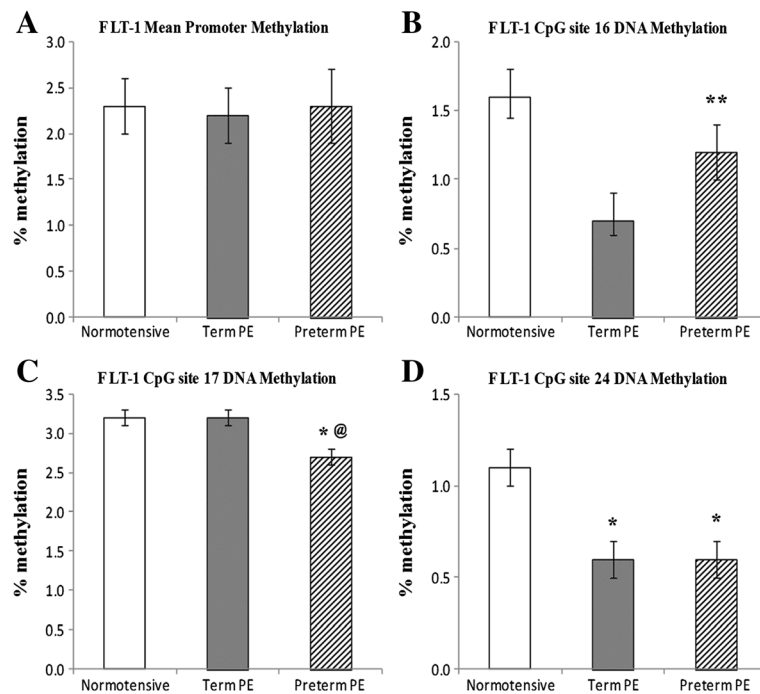 A
FLT-1 Mean Promoter Methylation
% methylation
3.0
2.5
2.0
1.5
1.0
0.5
0.0
Normotensive Term PE Preterm PE
B
FLT-1 CpG site 16 DNA Methylation
% methylation
2.0
1.5
1.0
0.5
0.0
**
Normotensive Term PE Preterm PE
C
FLT-1 CpG site 17 DNA Methylation
% methylation
3.5
3.0
2.5
2.0
1.5
1.0
0.5
0.0
* @
Normotensive Term PE Preterm PE
D
FLT-1 CpG site 24 DNA Methylation
% methylation
1.5
1.0
0.5
0.0
* *
Normotensive Term PE Preterm PE